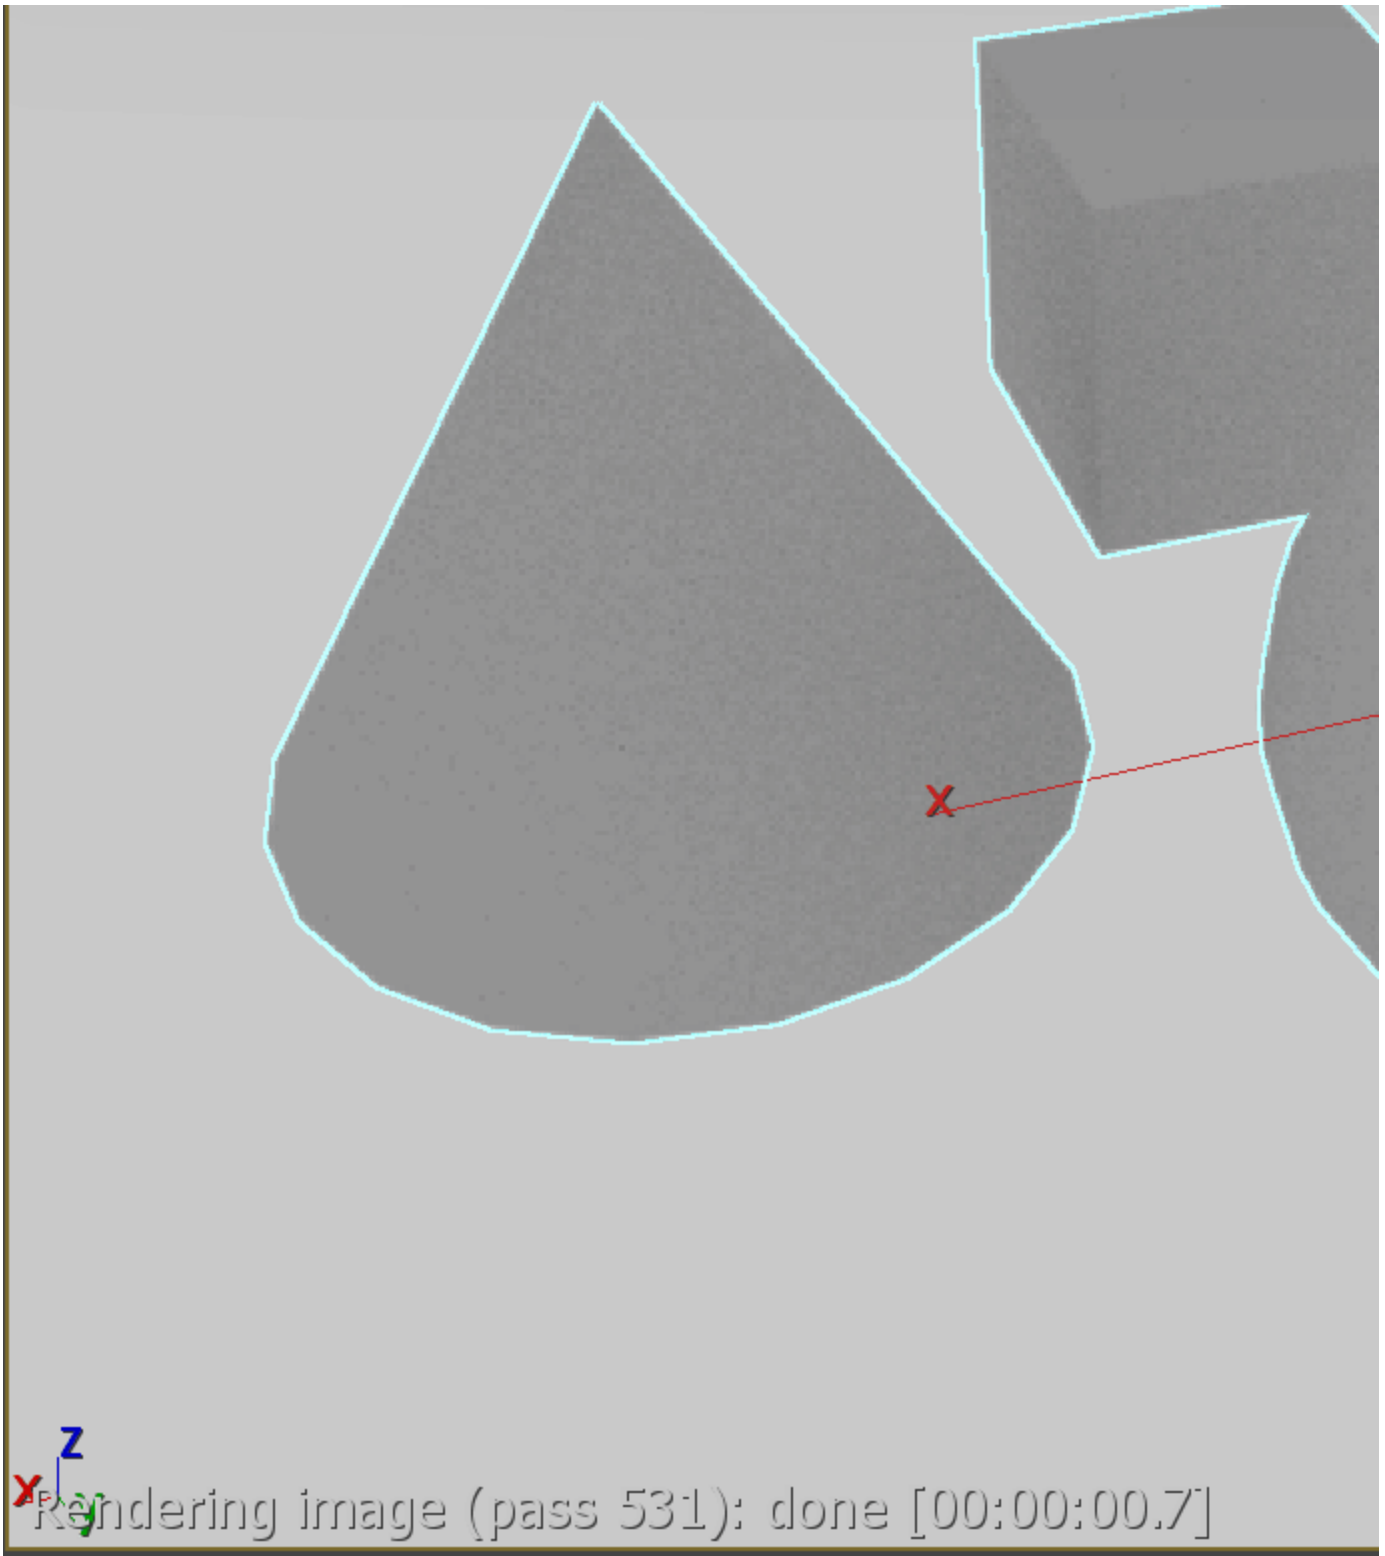 X
Z
X
y
Rendering image (pass 531): done [00:00:00.7]